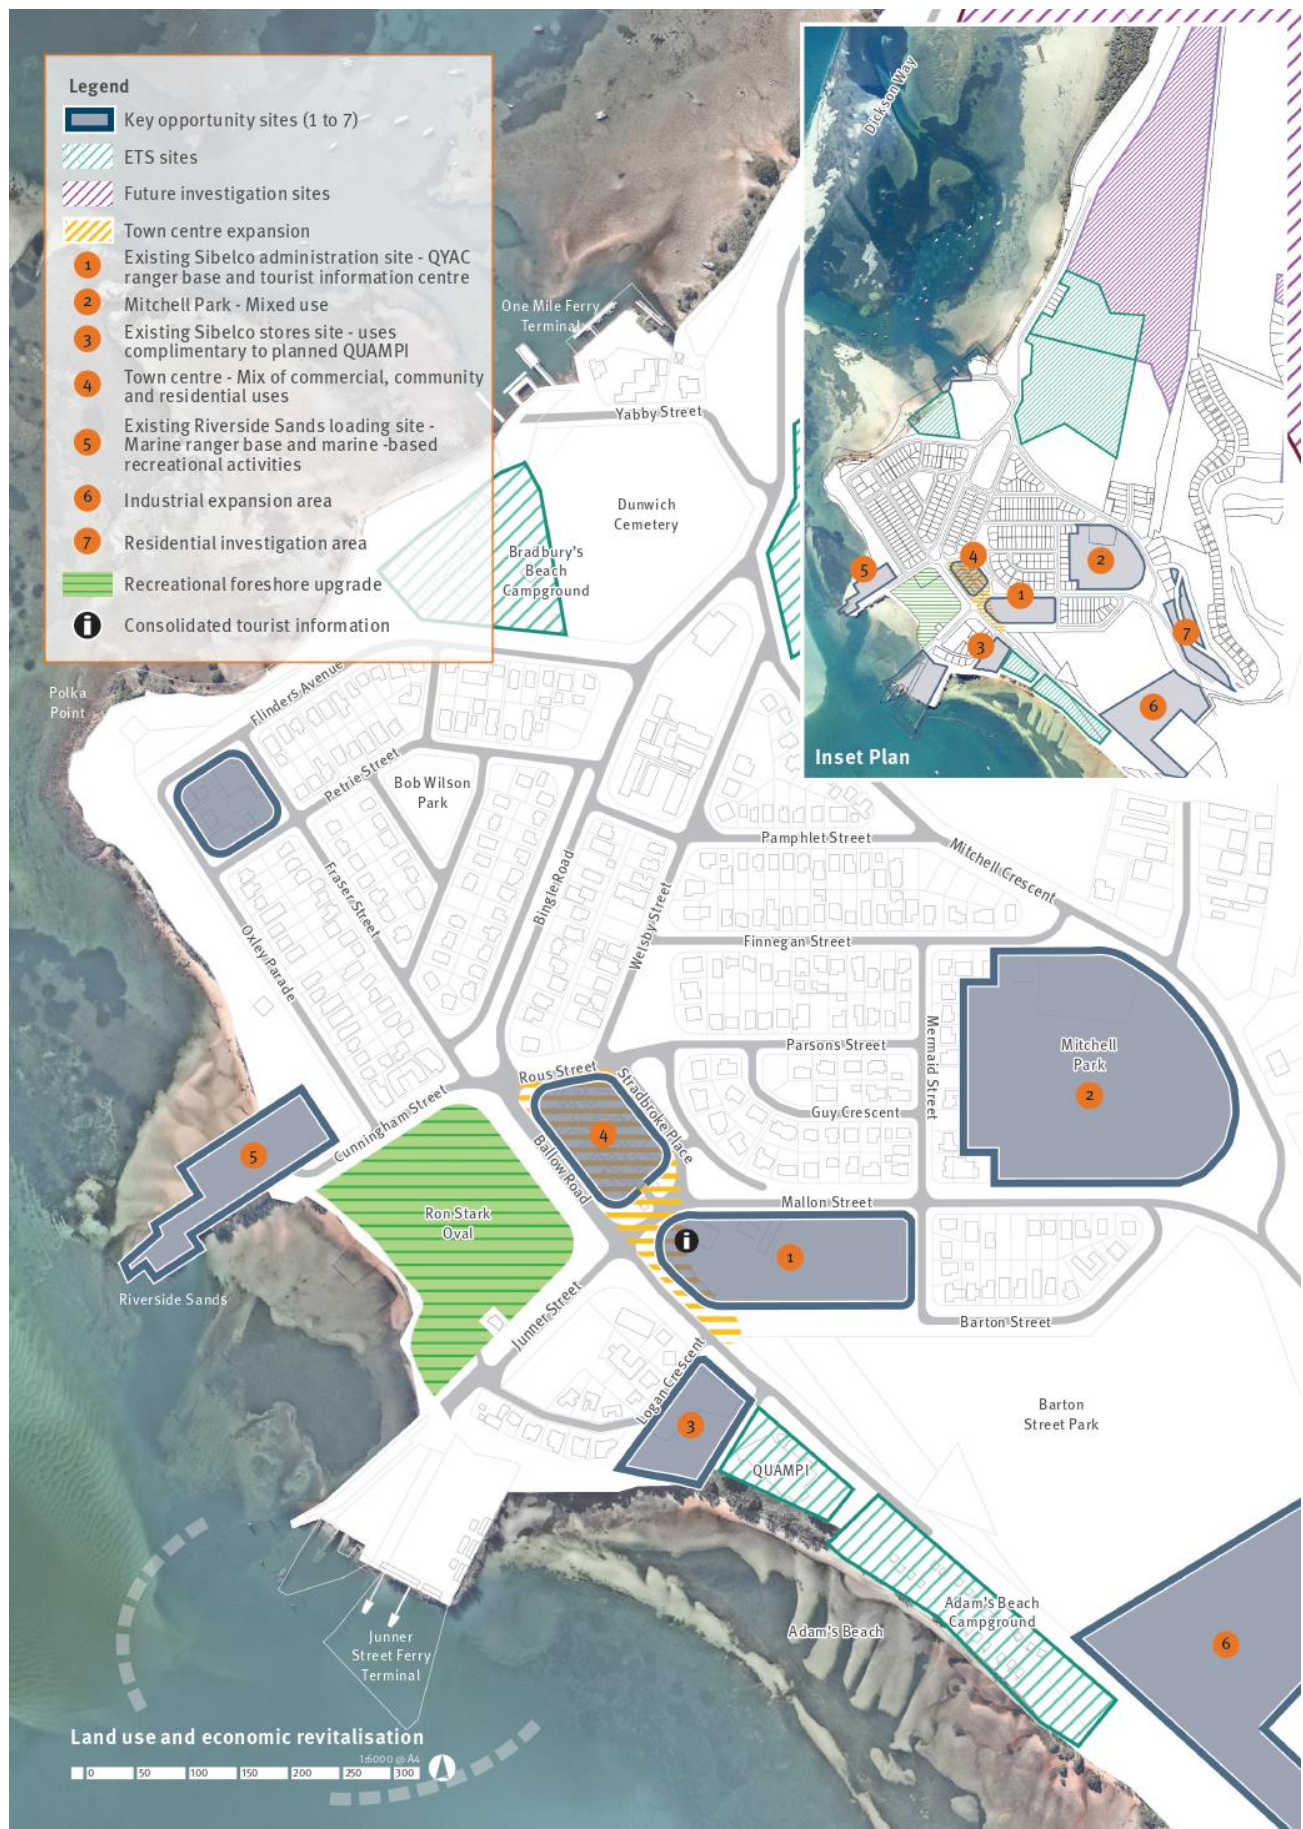 Legend
Key opportunity sites (1 to 7)
ETS sites
Future investigation sites
Town centre expansion
1
Existing Sibelco administration site - QYAC
ranger base and tourist information centre
2
Mitchell Park - Mixed use
3
Existing Sibelco stores site - uses
complimentary to planned QUAMPI
4
Town centre - Mix of commercial, community
and residential uses
5
Existing Riverside Sands loading site -
Marine ranger base and marine -based
recreational activities
6
Industrial expansion area
7
Residential investigation area
Recreational foreshore upgrade
i
Consolidated tourist information
Dickson Way
5
4
2
1
3
7
6
Inset Plan
One Mile Ferry
Terminal
Yabby Street
Dunwich
Cemetery
Bradbury's
Beach
Campground
Polka
Point
Flinders Avenue
Petrie Street
Bob Wilson
Park
Fraser Street
Oxley Parade
Bingle Road
Welsby Street
Pamphlet Street
Mitchell Crescent
Finnegan Street
Mermaid Street
Parsons Street
Guy Crescent
Mitchell
Park
2
Rous Street
Stradbroke Place
4
Ballow Road
Cunningham Street
5
Riverside Sands
Ron Stark
Oval
Mallon Street
i
1
Barton Street
Junner Street
Logan Crescent
3
QUAMPI
Barton
Street Park
Adam's Beach
Campground
Adam's Beach
6
Junner
Street Ferry
Terminal
Land use and economic revitalisation
1:6000 @ A4
0 50 100 150 200 250 300